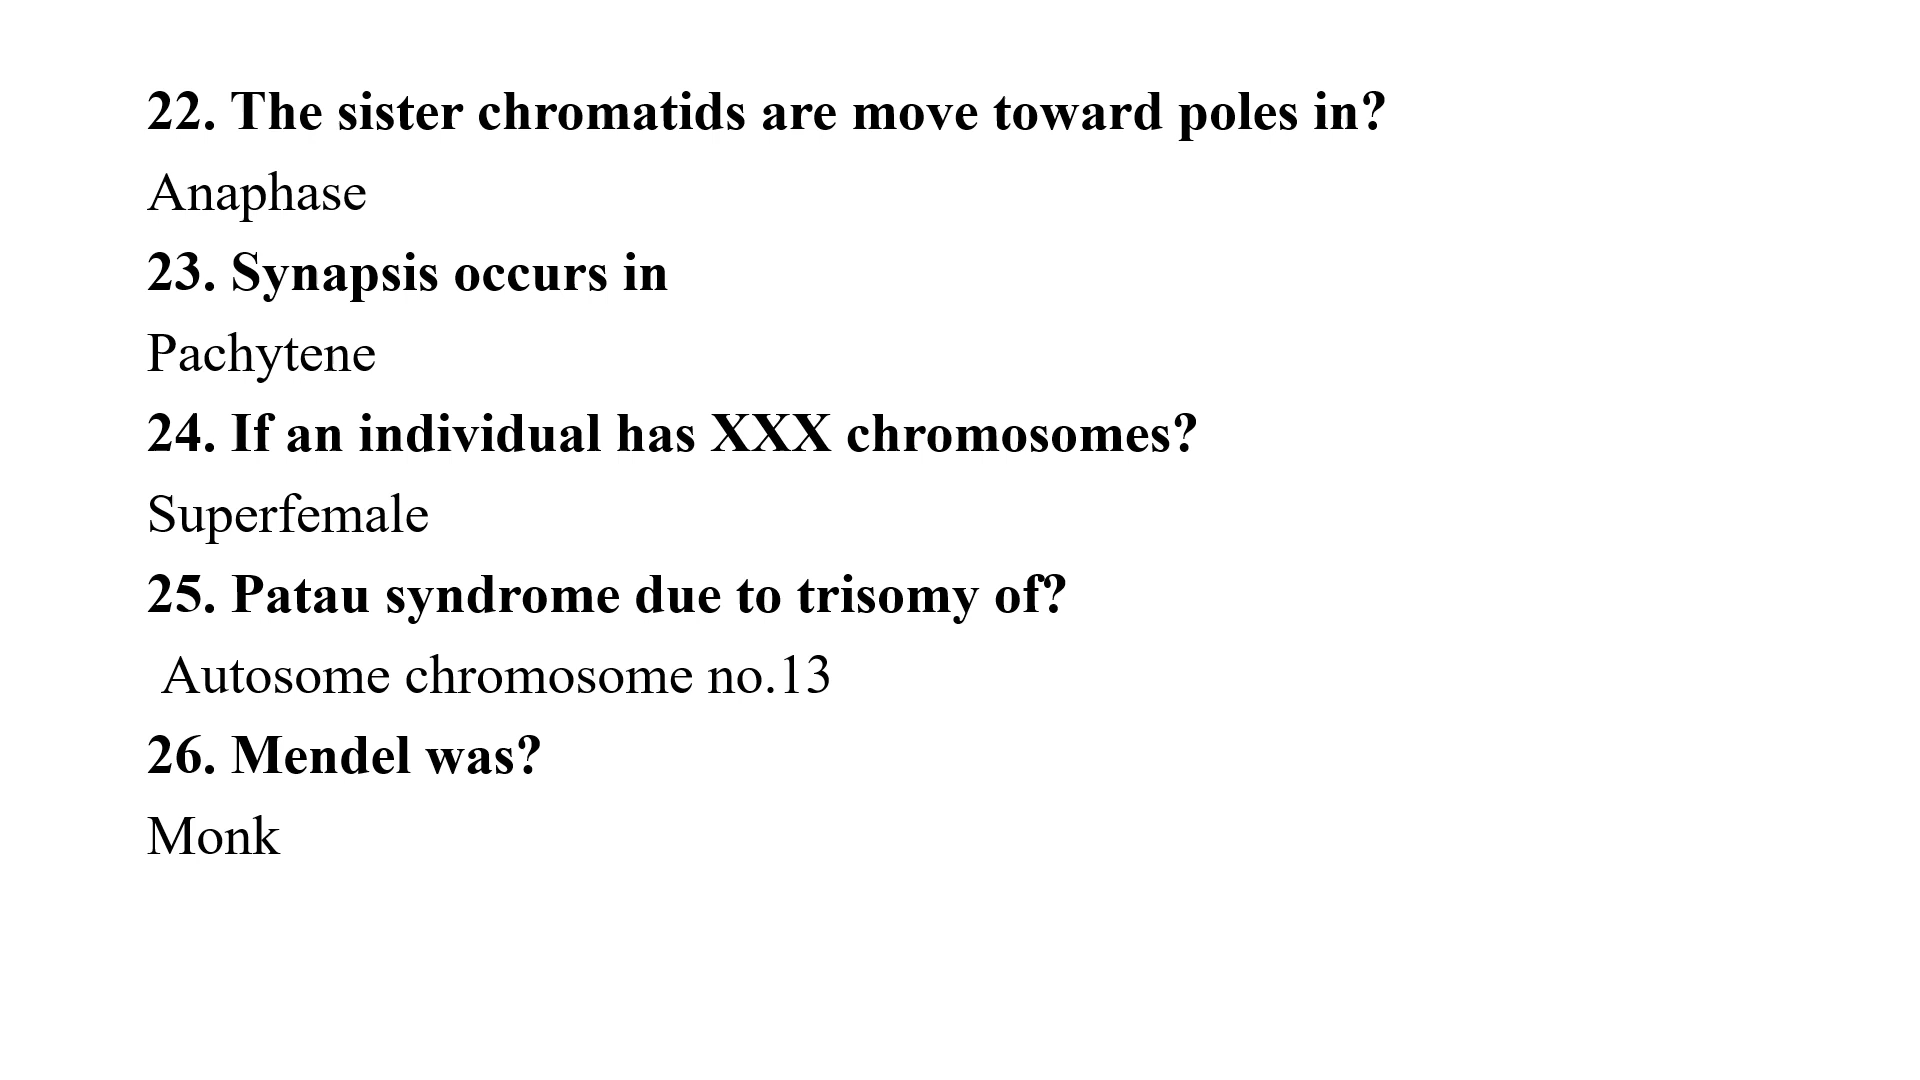 22. The sister chromatids are move toward poles in?
Anaphase
23. Synapsis occurs in
Pachytene
24. If an individual has XXX chromosomes?
Superfemale
25. Patau syndrome due to trisomy of?
Autosome chromosome no.13
26. Mendel was?
Monk